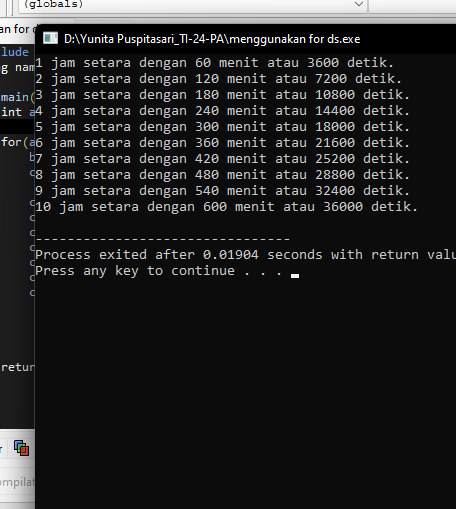 (globals)
an for d
D:\Yunita Puspitasari_TI-24-PA\menggunakan for ds.exe
1 jam setara dengan 60 menit atau 3600 detik.
2 jam setara dengan 120 menit atau 7200 detik.
3 jam setara dengan 180 menit atau 10800 detik.
4 jam setara dengan 240 menit atau 14400 detik.
5 jam setara dengan 300 menit atau 18000 detik.
6 jam setara dengan 360 menit atau 21600 detik.
7 jam setara dengan 420 menit atau 25200 detik.
8 jam setara dengan 480 menit atau 28800 detik.
9 jam setara dengan 540 menit atau 32400 detik.
10 jam setara dengan 600 menit atau 36000 detik.
--------------------------------
Process exited after 0.01904 seconds with return valu
Press any key to continue . . .
lude
g nam
main(
int a
for(a
b
c
c
c
c
c
c
c
retur
r
ompilat